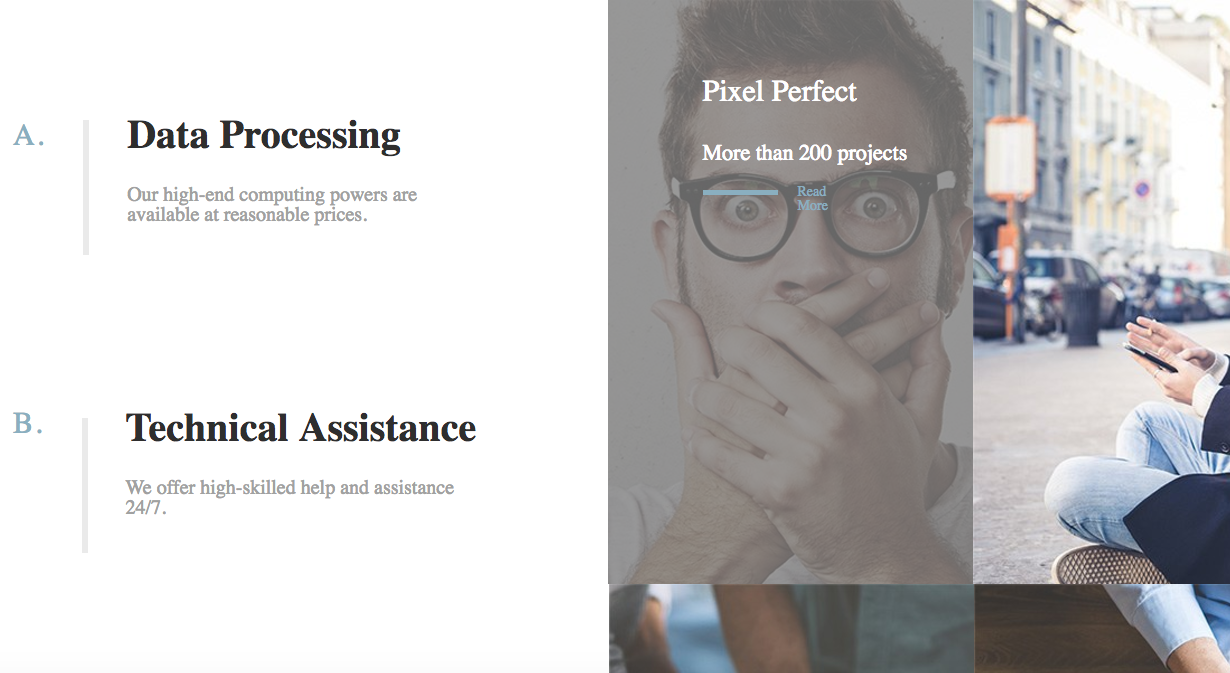 A.
Data Processing
Our high-end computing powers are
available at reasonable prices.
B.
Technical Assistance
We offer high-skilled help and assistance
24/7.
Pixel Perfect
More than 200 projects
Read
More